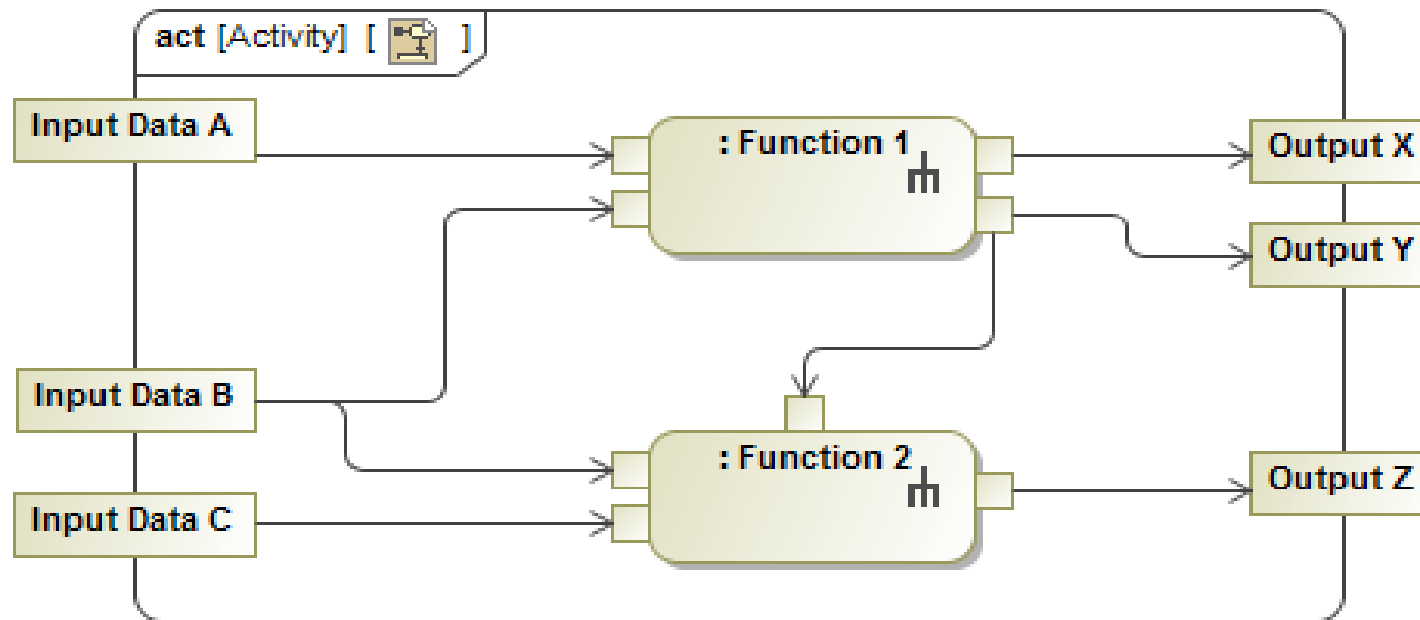 act [Activity] [ ]
Input Data A
: Function 1
Output X
Output Y
Input Data B
: Function 2
Output Z
Input Data C